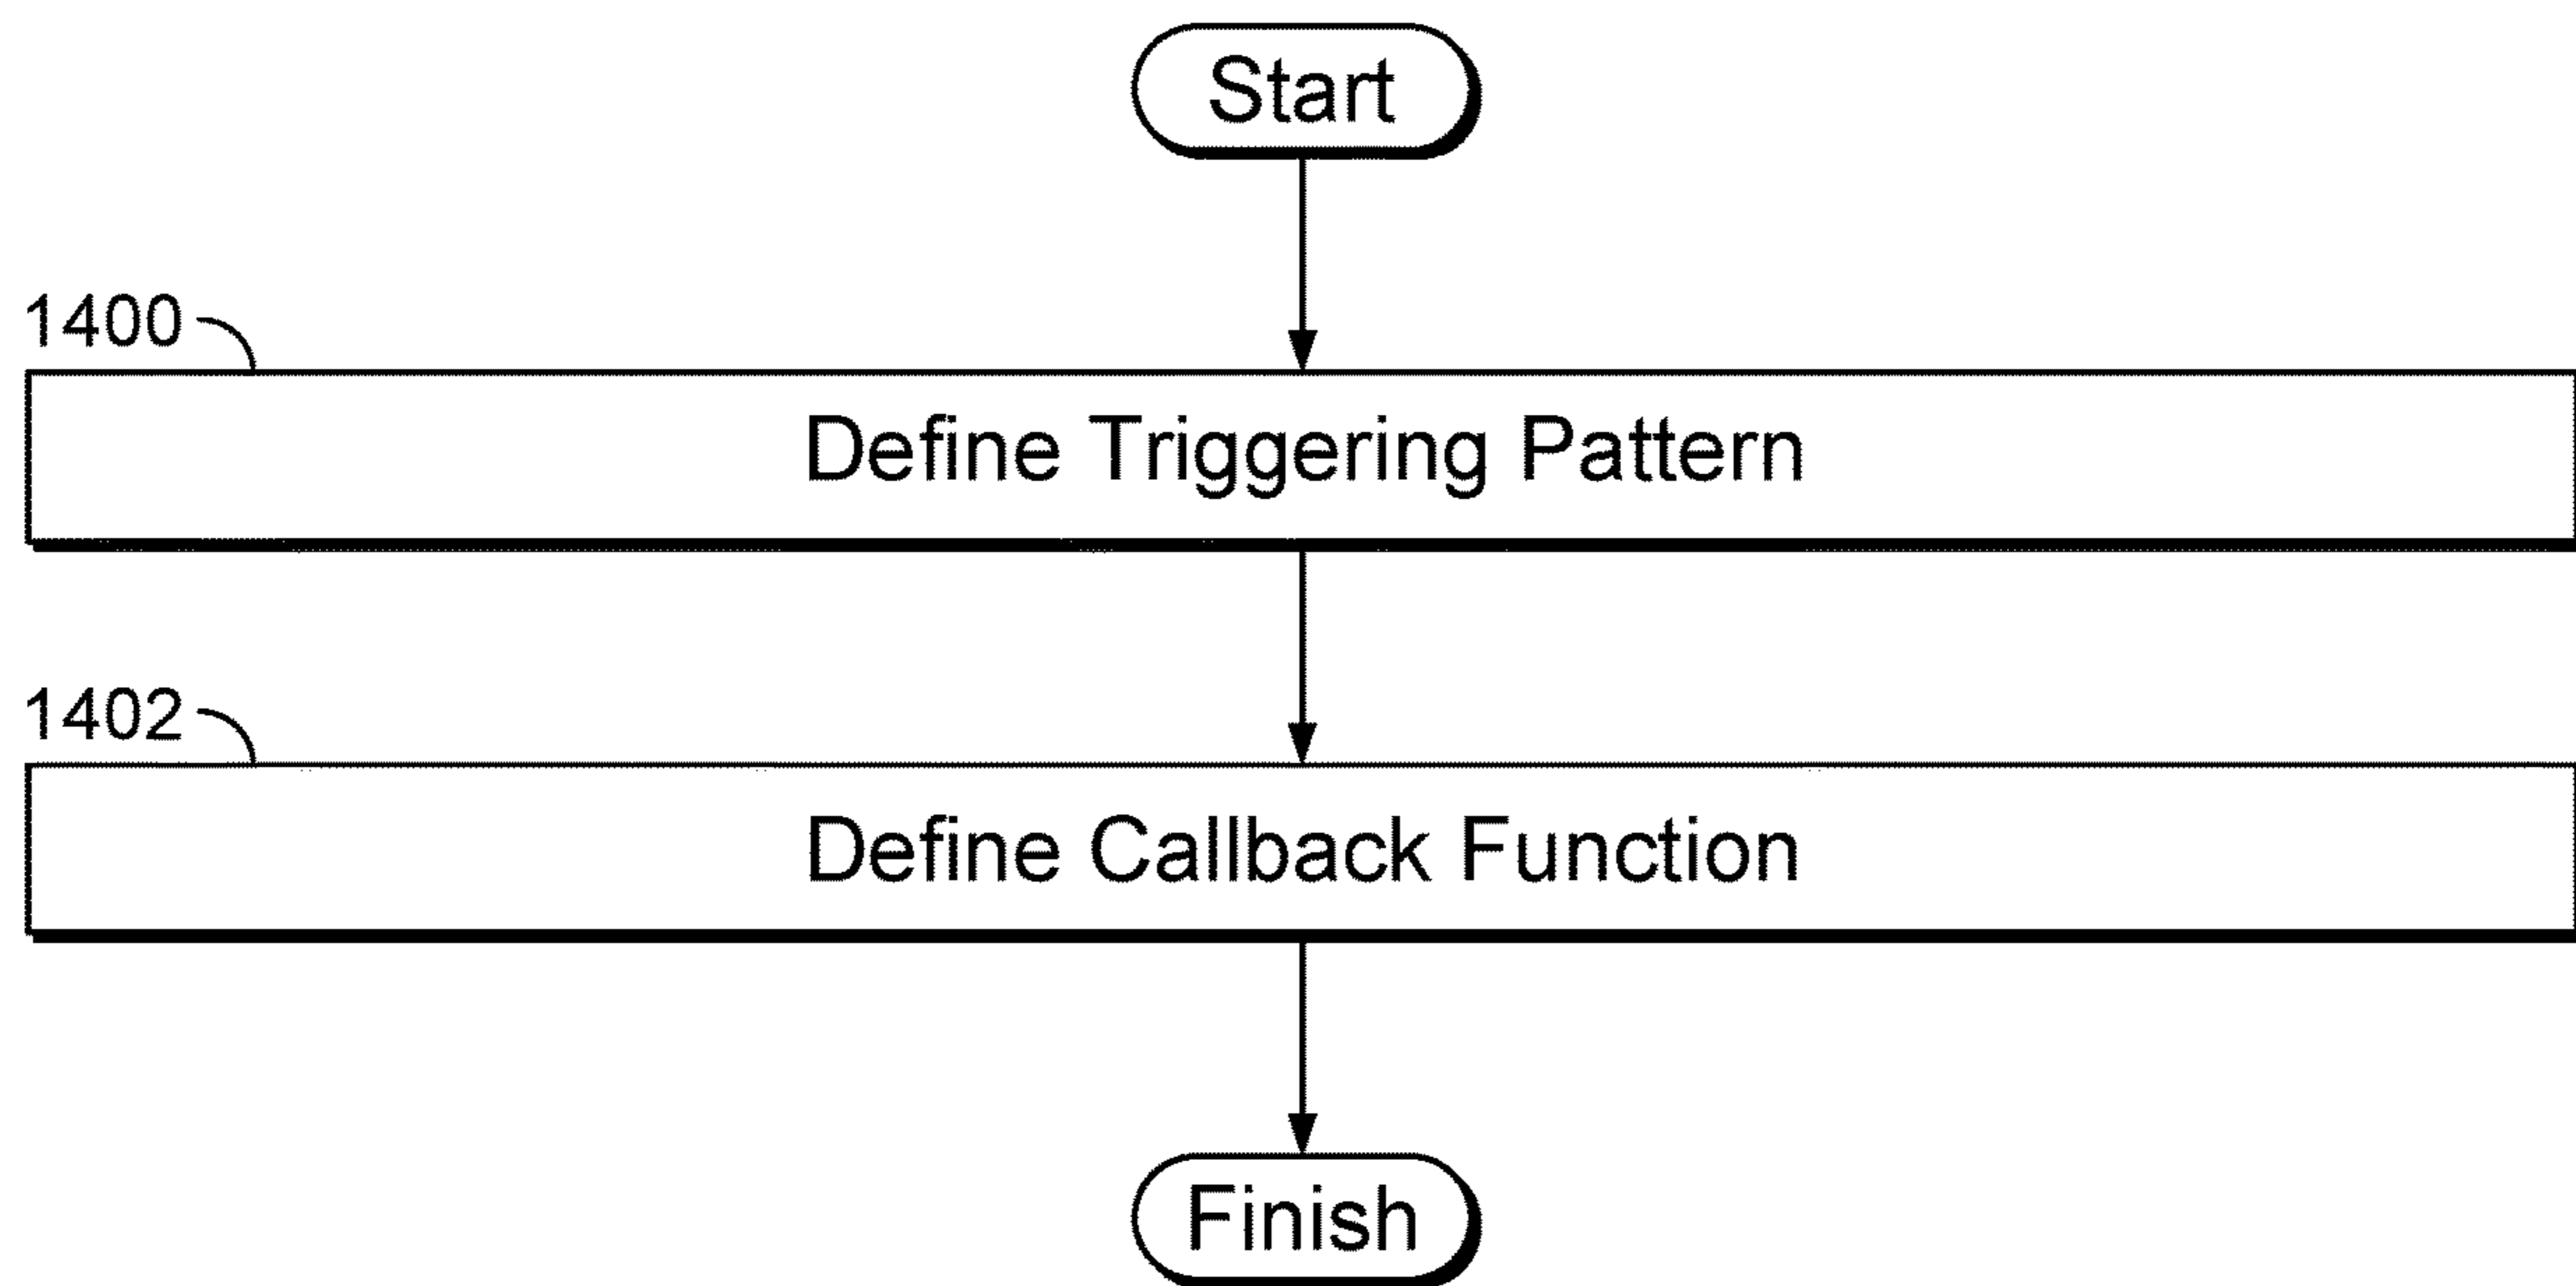 Start
1400
Define Triggering Pattern
1402
Define Callback Function
Finish